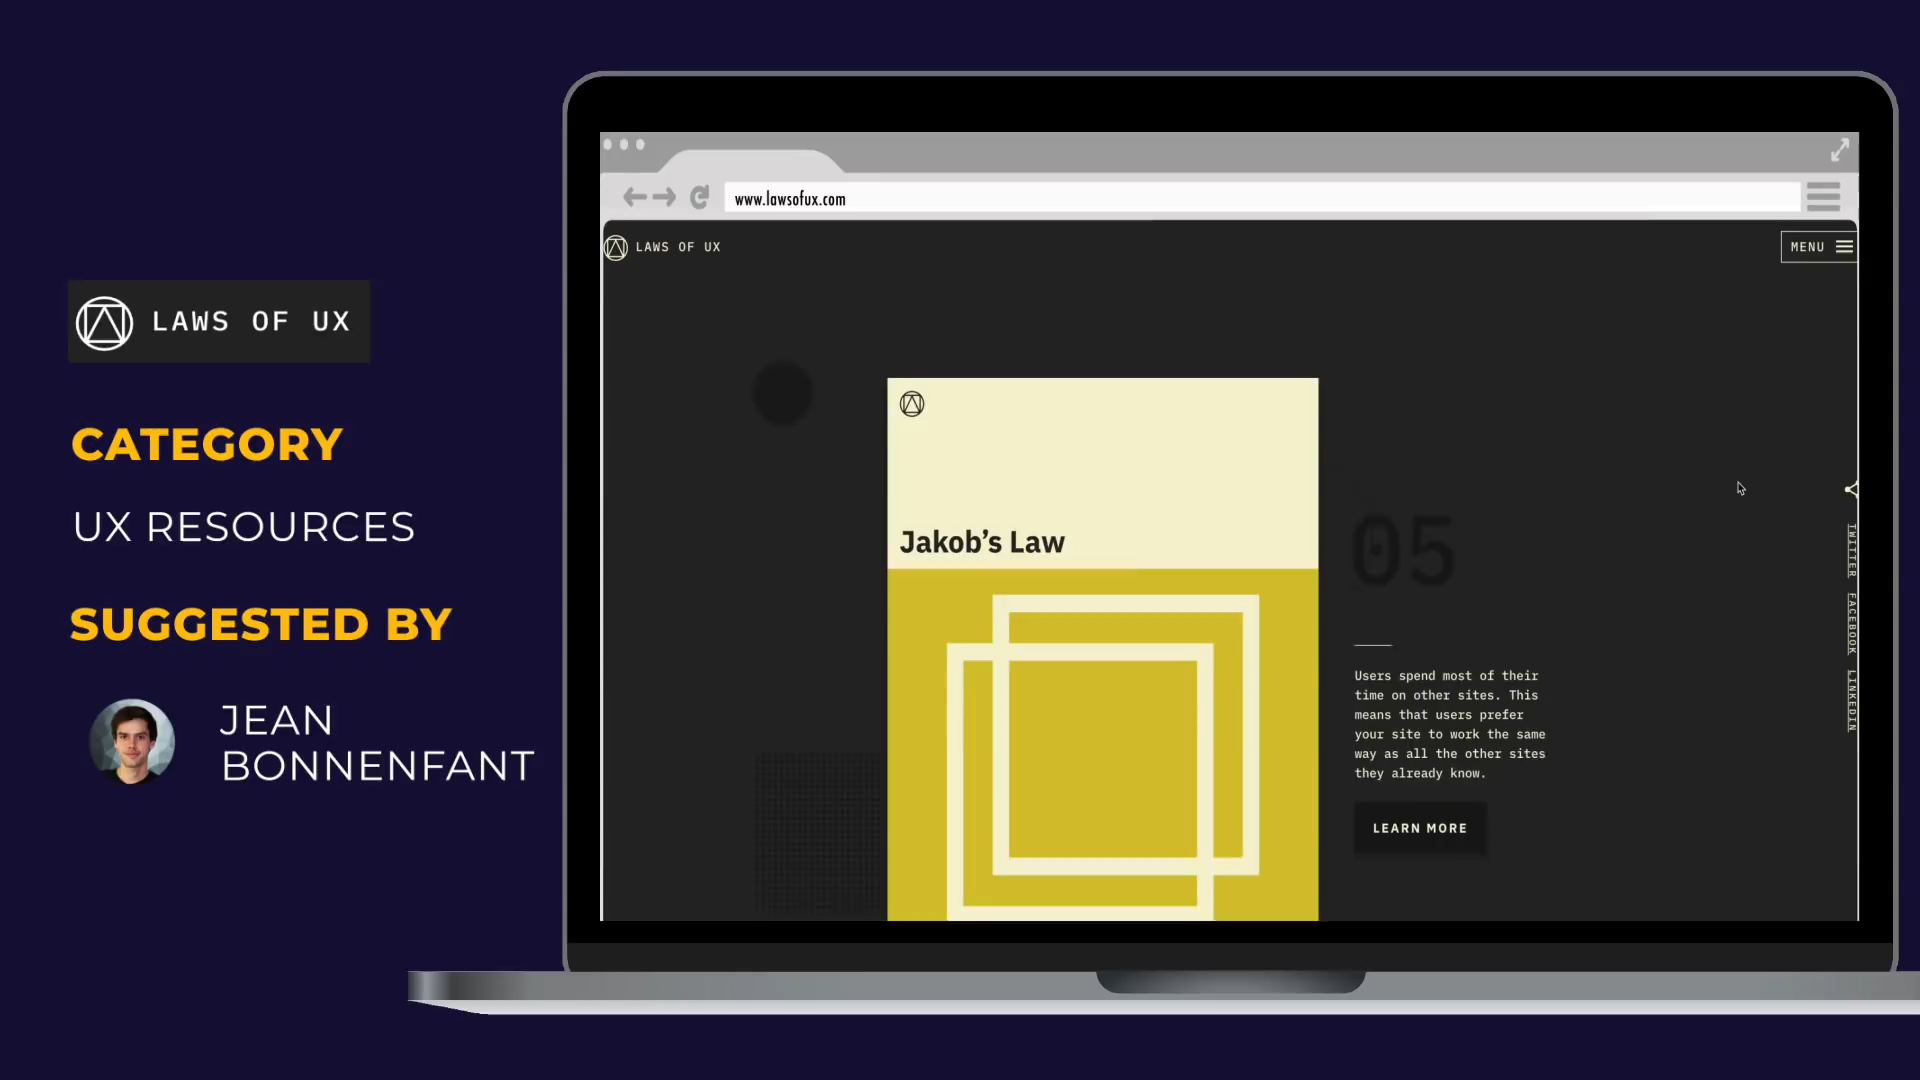 LAWS OF UX
CATEGORY
UX RESOURCES
SUGGESTED BY
JEAN
BONNENFANT
www.lawsofux.com
LAWS OF UX
MENU
Jakob’s Law
05
Users spend most of their
time on other sites. This
means that users prefer
your site to work the same
way as all the other sites
they already know.
LEARN MORE
TWITTER
FACEBOOK
LINKEDIN